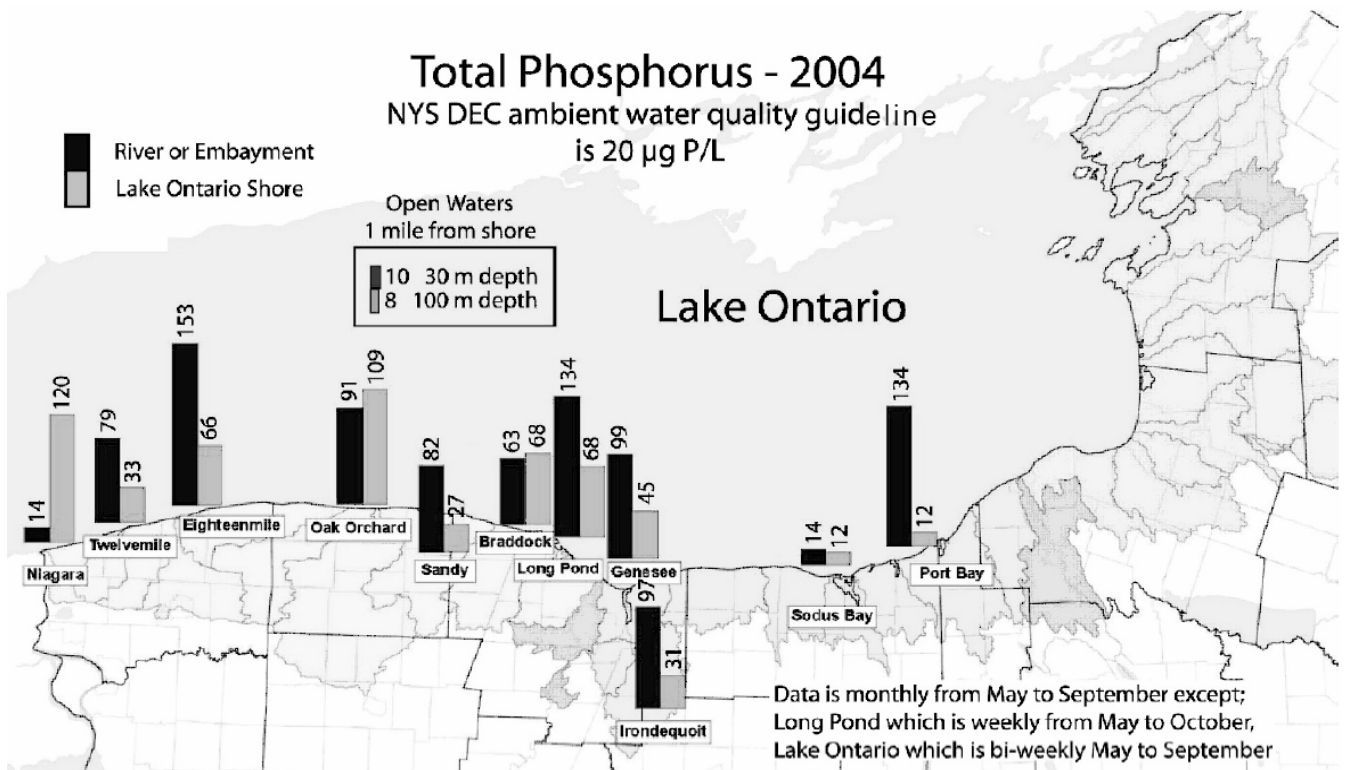 Total Phosphorus - 2004
NYS DEC ambient water quality guideline
is 20 µg P/L
River or Embayment
Lake Ontario Shore
Open Waters
1 mile from shore
10 30 m depth
8 100 m depth
Lake Ontario
14
120
Niagara
79
33
Twelvemile
153
66
Eighteenmile
91
109
Oak Orchard
82
27
Sandy
63
68
Braddock
134
68
Long Pond
99
45
Genesee
97
31
Irondequoit
14
12
Sodus Bay
134
12
Port Bay
Data is monthly from May to September except;
Long Pond which is weekly from May to October,
Lake Ontario which is bi-weekly May to September